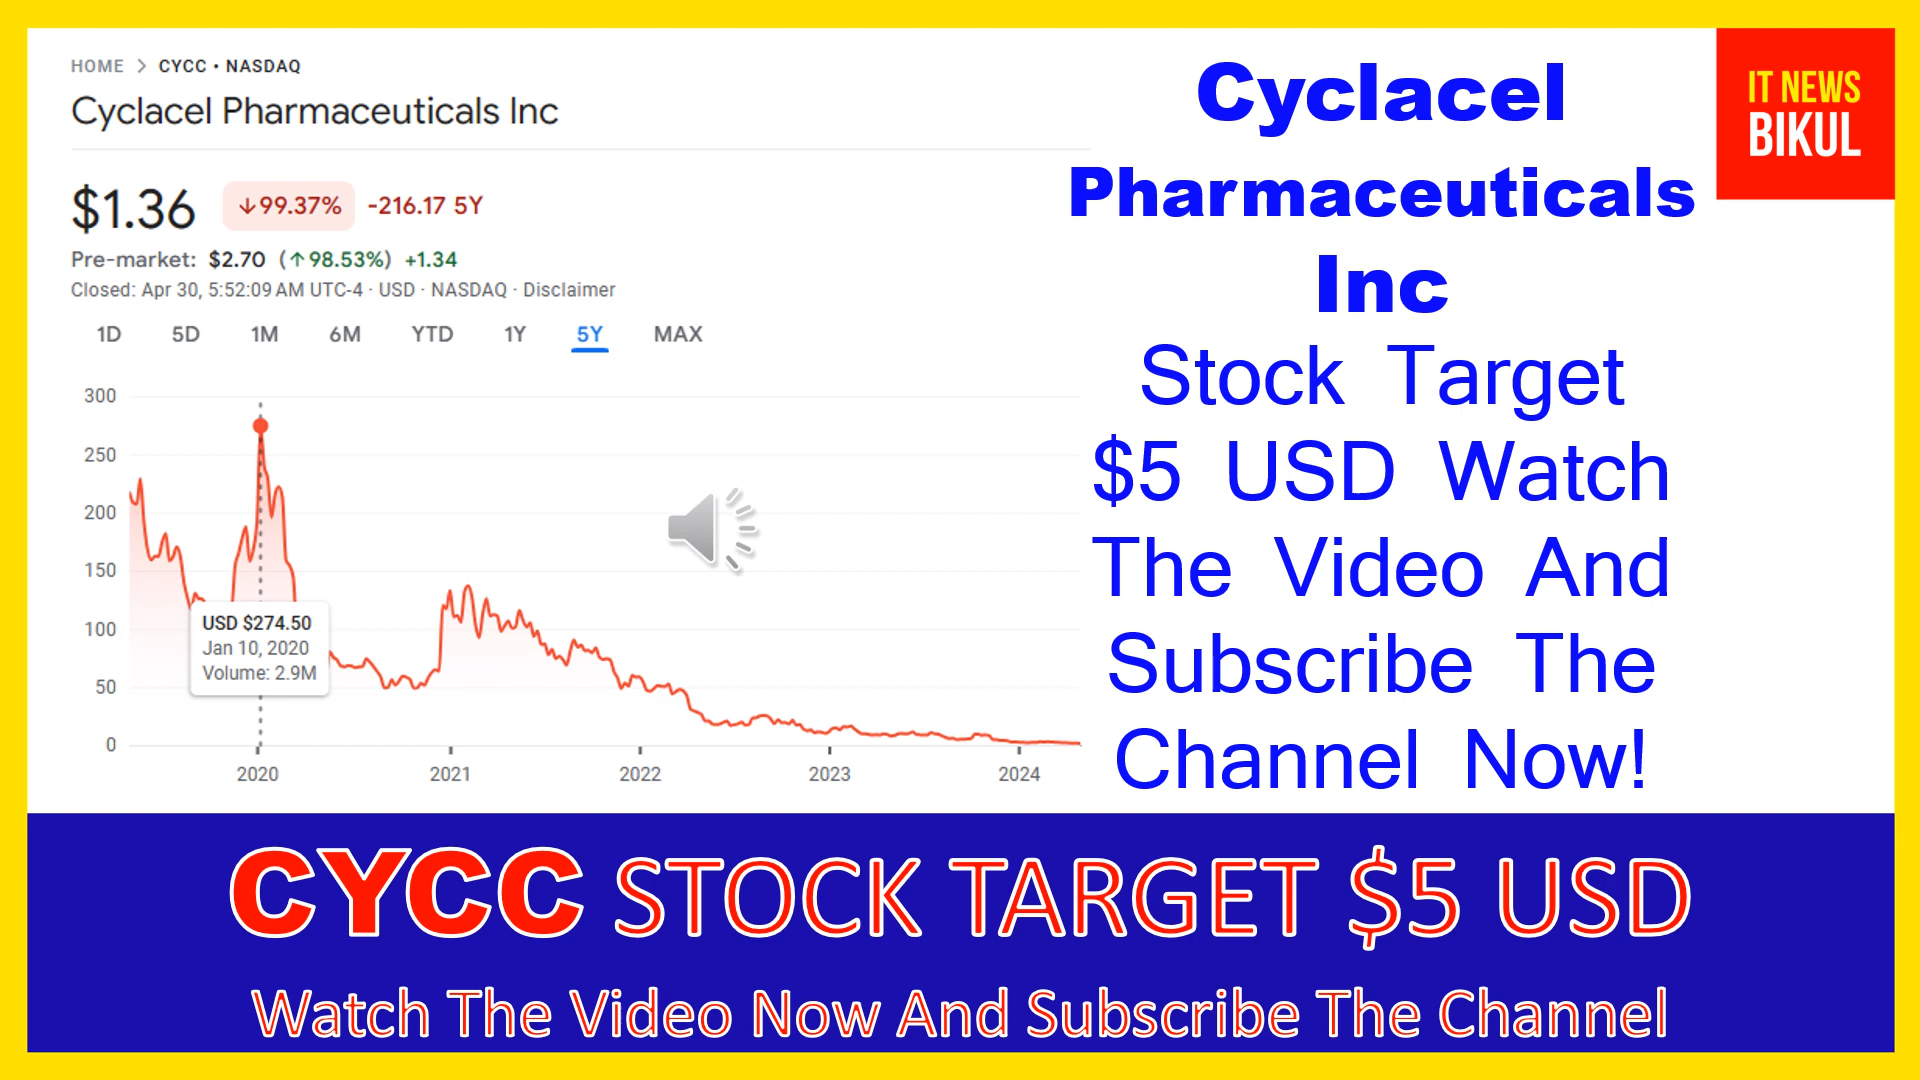 HOME > CYCC • NASDAQ
Cyclacel Pharmaceuticals Inc
$1.36 ↓99.37% -216.17 5Y
Pre-market: $2.70 (↑98.53%) +1.34
Closed: Apr 30, 5:52:09 AM UTC-4 · USD · NASDAQ · Disclaimer
1D 5D 1M 6M YTD 1Y 5Y MAX
300
250
200
150
100
50
0
USD $274.50
Jan 10, 2020
Volume: 2.9M
2020 2021 2022 2023 2024
Cyclacel
Pharmaceuticals
Inc
Stock Target
$5 USD Watch
The Video And
Subscribe The
Channel Now!
IT NEWS
BIKUL
CYCC STOCK TARGET $5 USD
Watch The Video Now And Subscribe The Channel